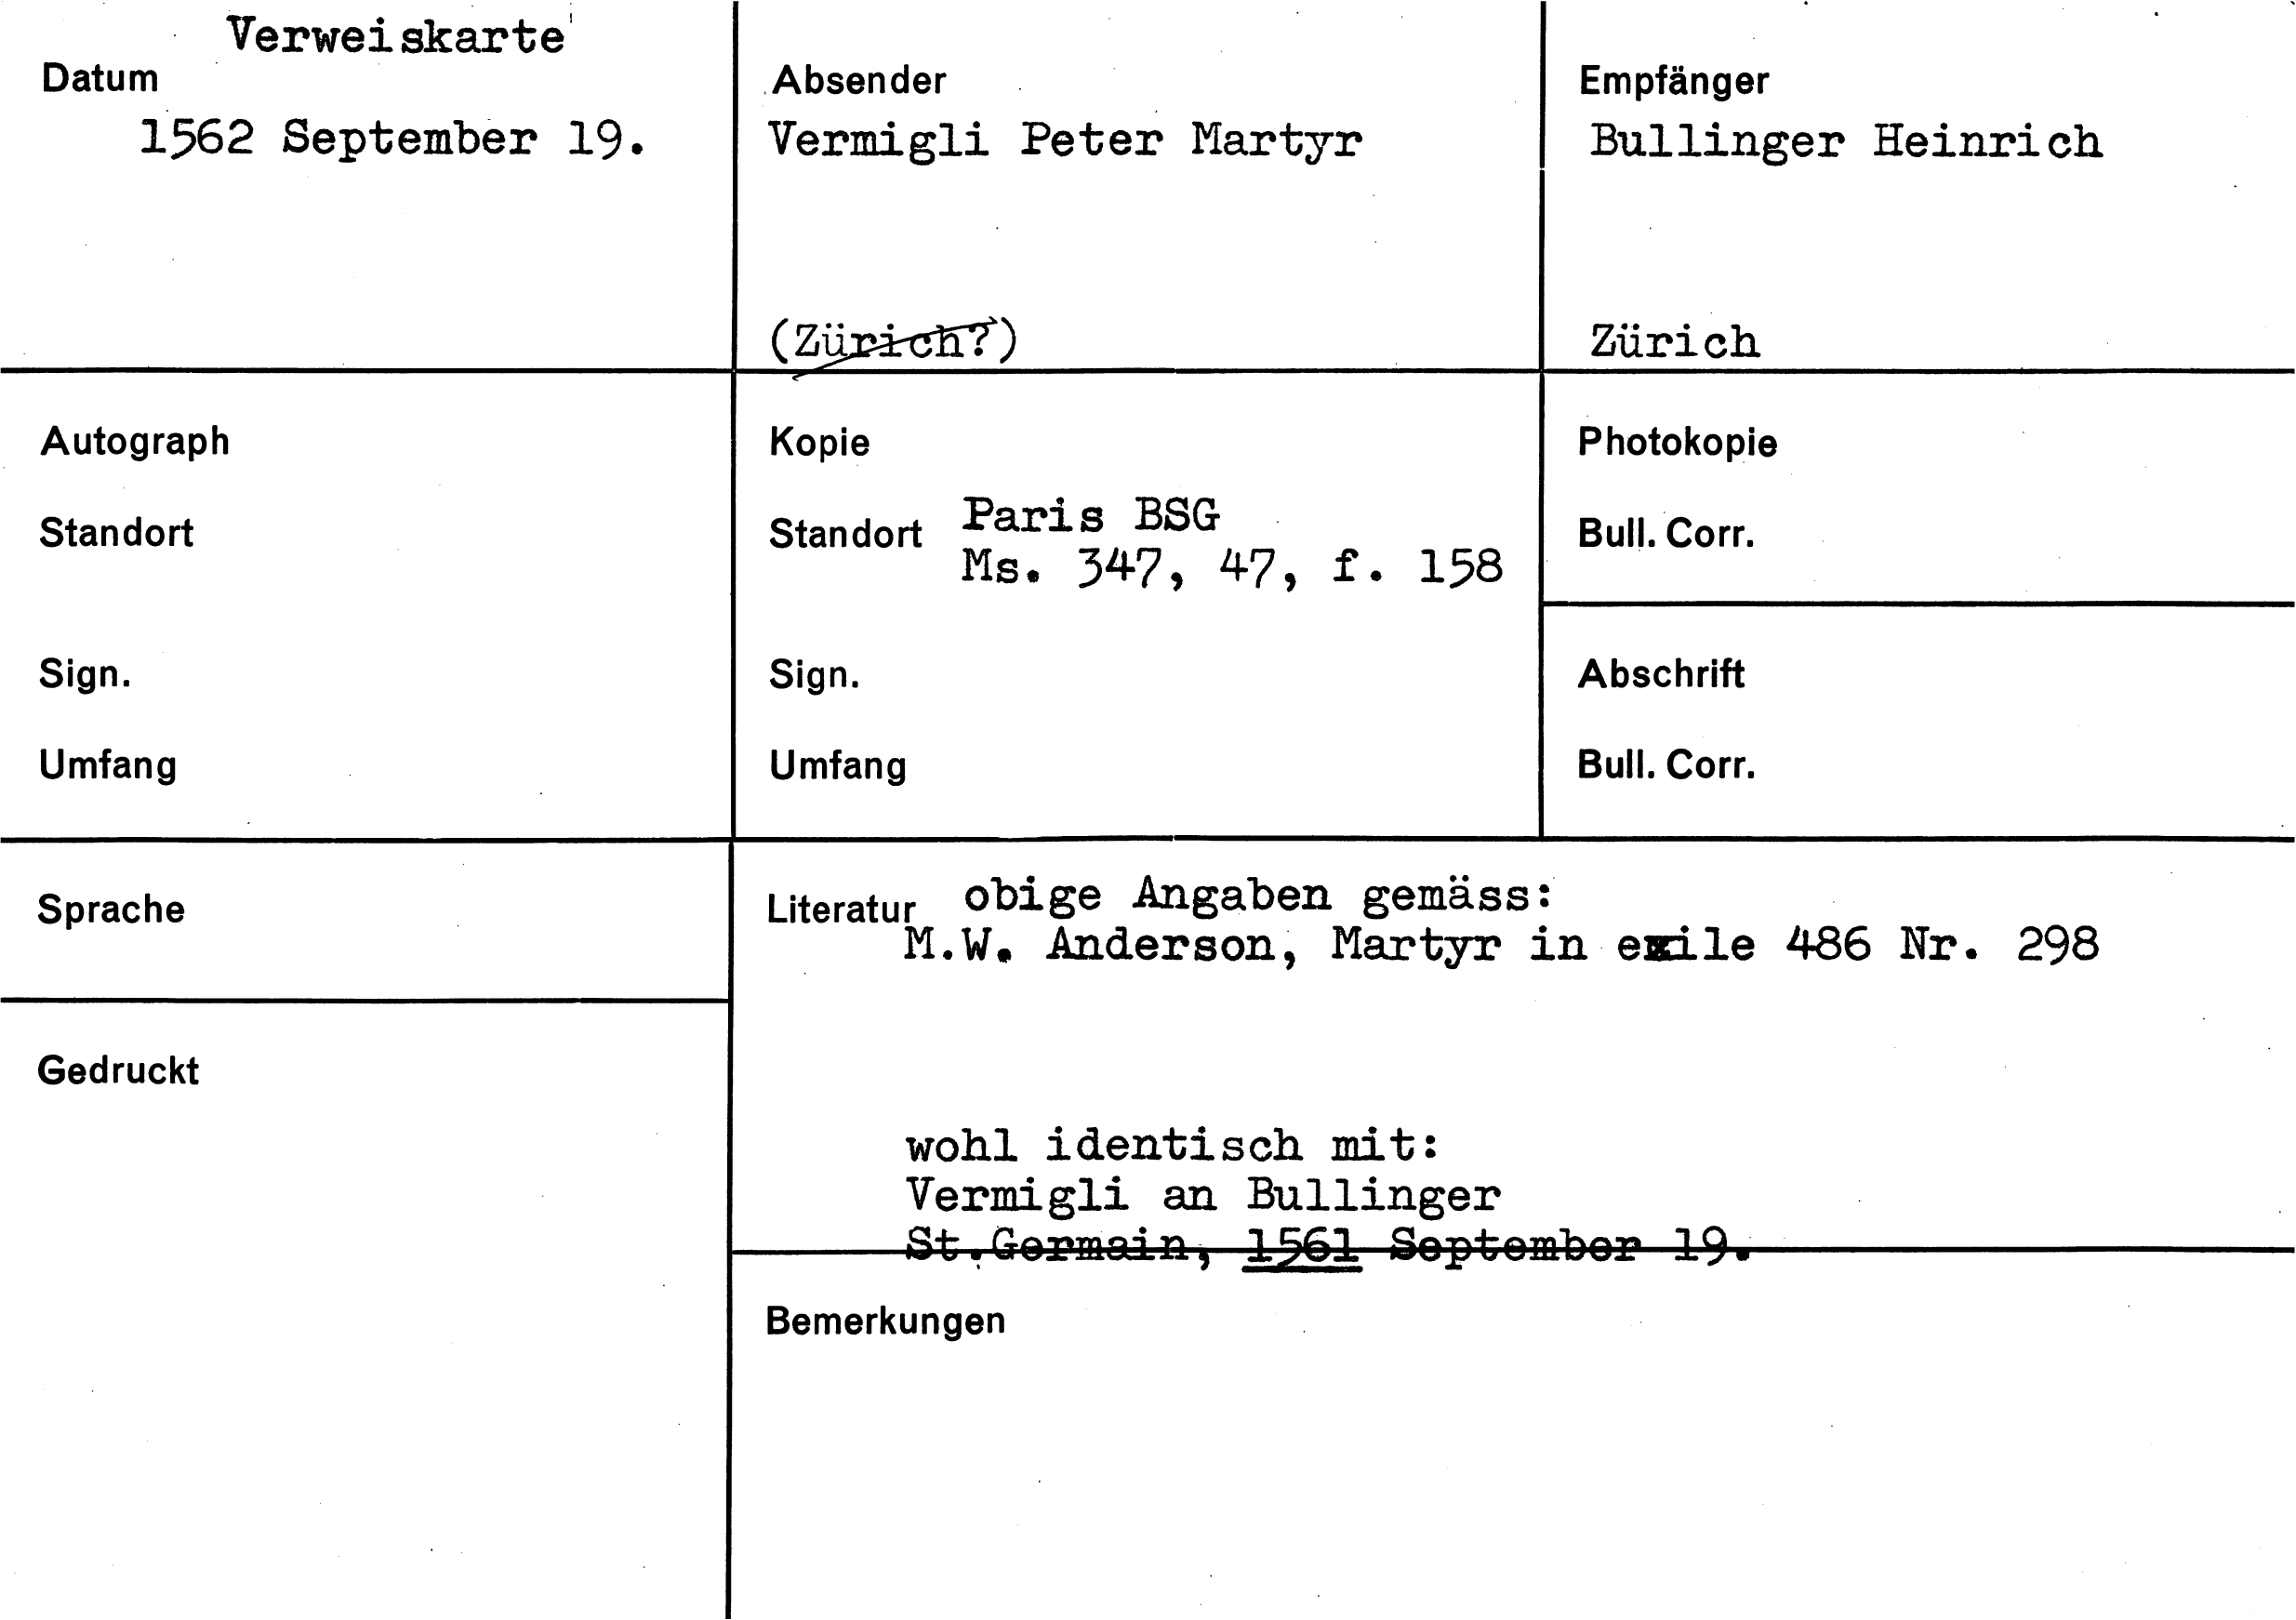 Verweiskarte
Datum
1562 September 19.
Absender
Vermigli Peter Martyr
(Zürich?)
Empfänger
Bullinger Heinrich
Zürich
Autograph
Standort
Sign.
Umfang
Kopie
Standort Paris BSG
Ms. 347, 47, f. 158
Sign.
Umfang
Photokopie
Bull. Corr.
Abschrift
Bull. Corr.
Sprache
Gedruckt
Literatur obige Angaben gemäss:
M.W. Anderson, Martyr in exile 486 Nr. 298
wohl identisch mit:
Vermigli an Bullinger
St.Germain, 1561 September 19.
Bemerkungen